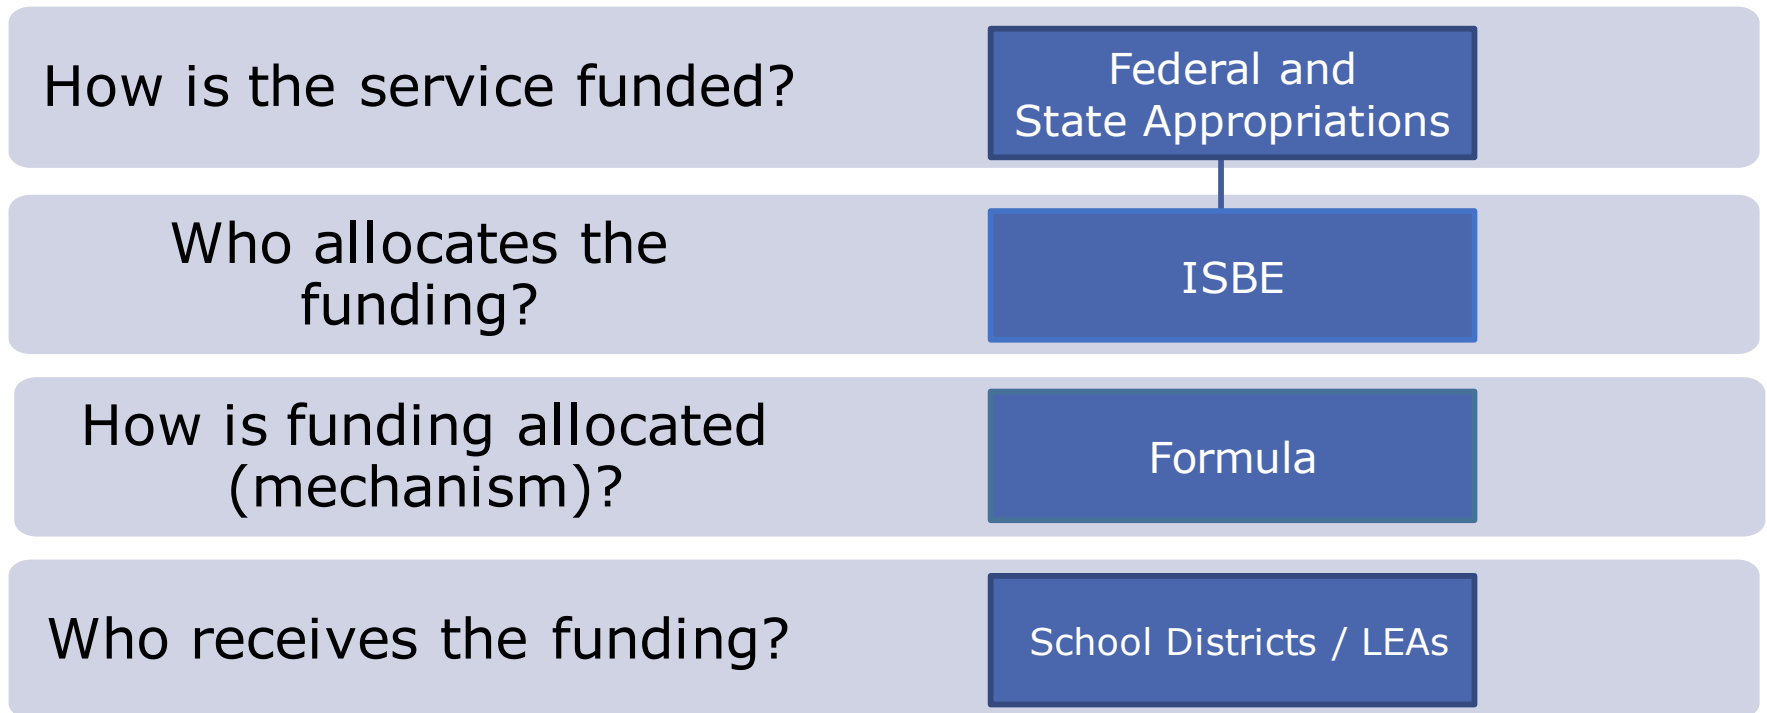 How is the service funded?
Federal and
State Appropriations
Who allocates the
funding?
ISBE
How is funding allocated
(mechanism)?
Formula
Who receives the funding?
School Districts / LEAs